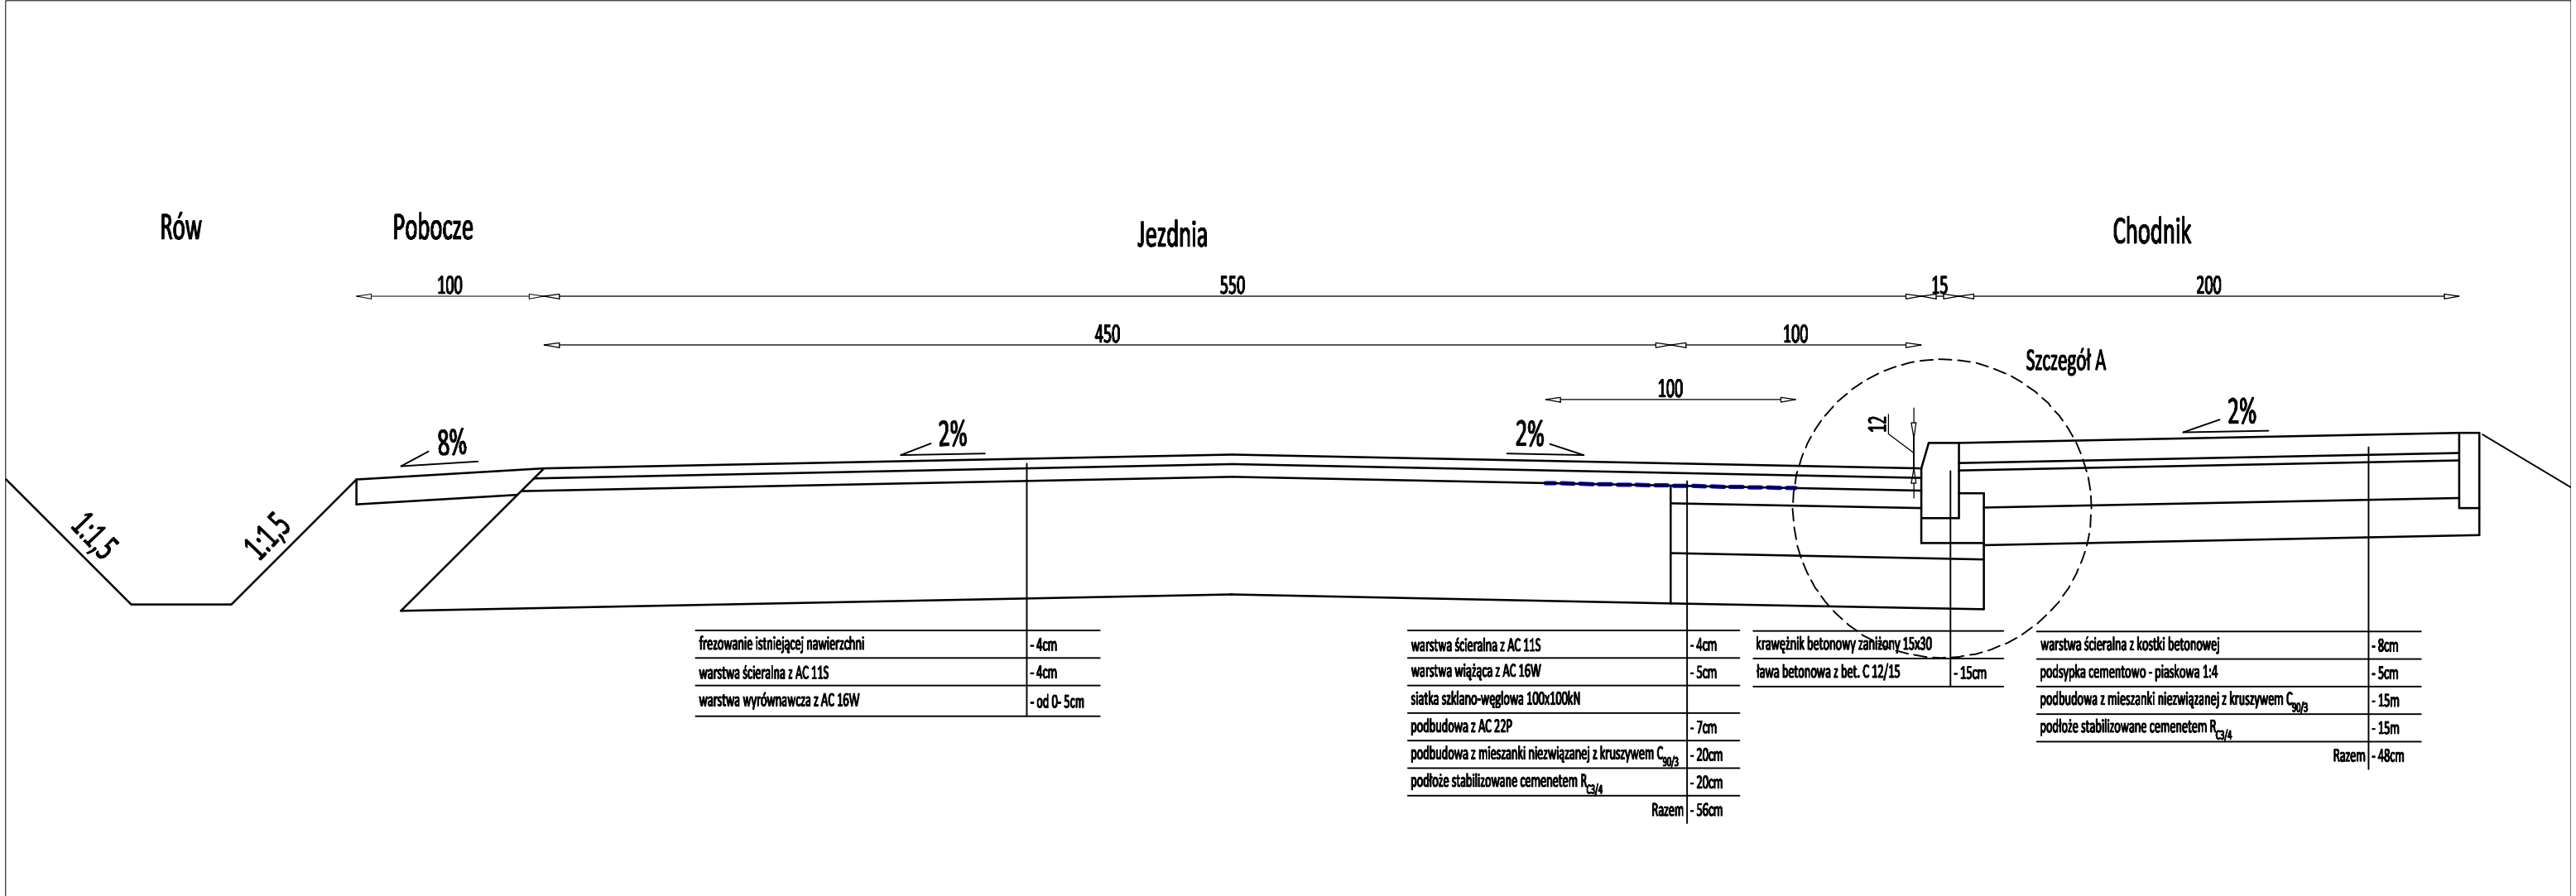 Rów
Pobocze
Jezdnia
Chodnik
100
550
15
200
450
100
Szczegół A
100
12
8%
2%
2%
2%
1:1,5
1:1,5
frezowanie istniejącej nawierzchni - 4cm
warstwa ścieralna z AC 11S - 4cm
warstwa wyrównawcza z AC 16W - od 0- 5cm
warstwa ścieralna z AC 11S - 4cm
warstwa wiążąca z AC 16W - 5cm
siatka szklano-węglowa 100x100kN
podbudowa z AC 22P - 7cm
podbudowa z mieszanki niezwiązanej z kruszywem C90/3 - 20cm
podłoże stabilizowane cemenetem RC3/4 - 20cm
Razem - 56cm
krawężnik betonowy zaniżony 15x30
ława betonowa z bet. C 12/15 - 15cm
warstwa ścieralna z kostki betonowej - 8cm
podsypka cementowo - piaskowa 1:4 - 5cm
podbudowa z mieszanki niezwiązanej z kruszywem C90/3 - 15m
podłoże stabilizowane cemenetem RC3/4 - 15m
Razem - 48cm